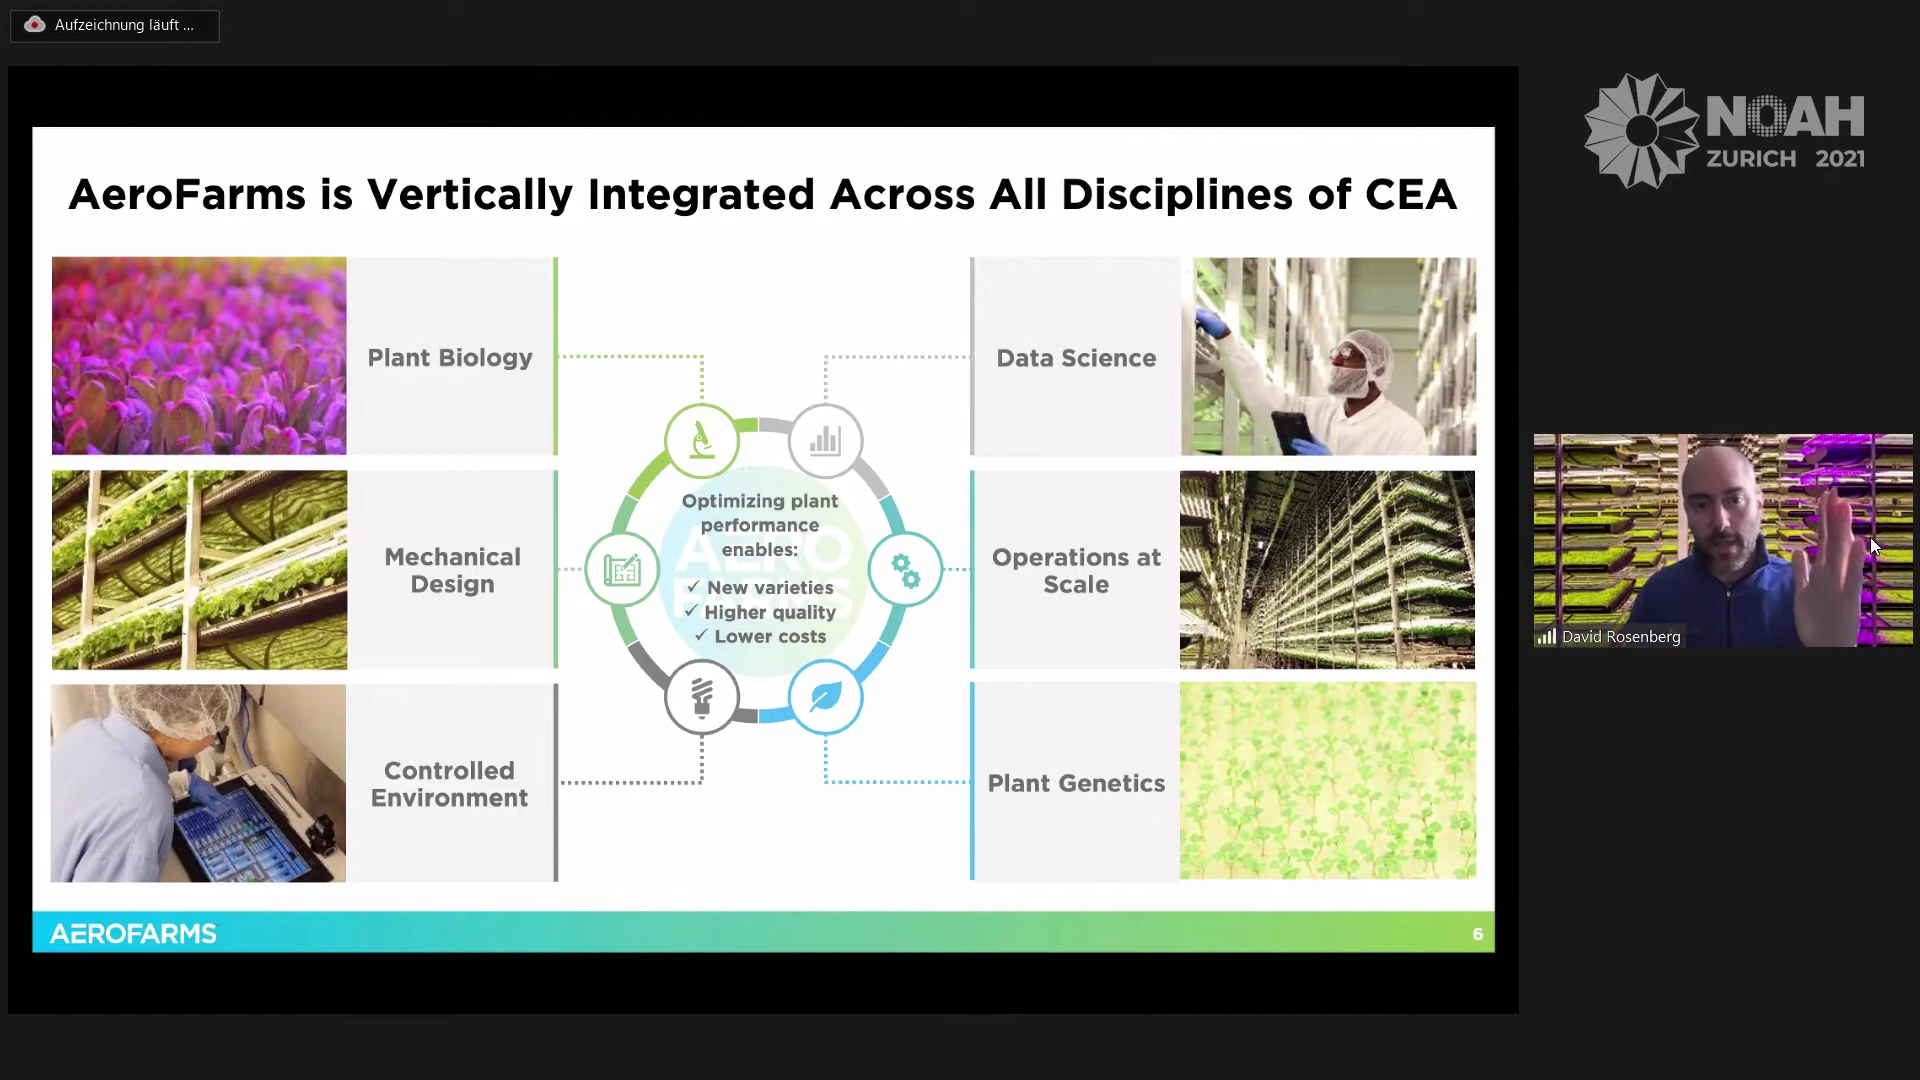 Aufzeichnung läuft ...
NOAH
ZURICH 2021
AeroFarms is Vertically Integrated Across All Disciplines of CEA
Plant Biology
Mechanical
Design
Controlled
Environment
AERO
FARMS
Optimizing plant
performance
enables:
✓ New varieties
✓ Higher quality
✓ Lower costs
Data Science
Operations at
Scale
Plant Genetics
David Rosenberg
AEROFARMS
6